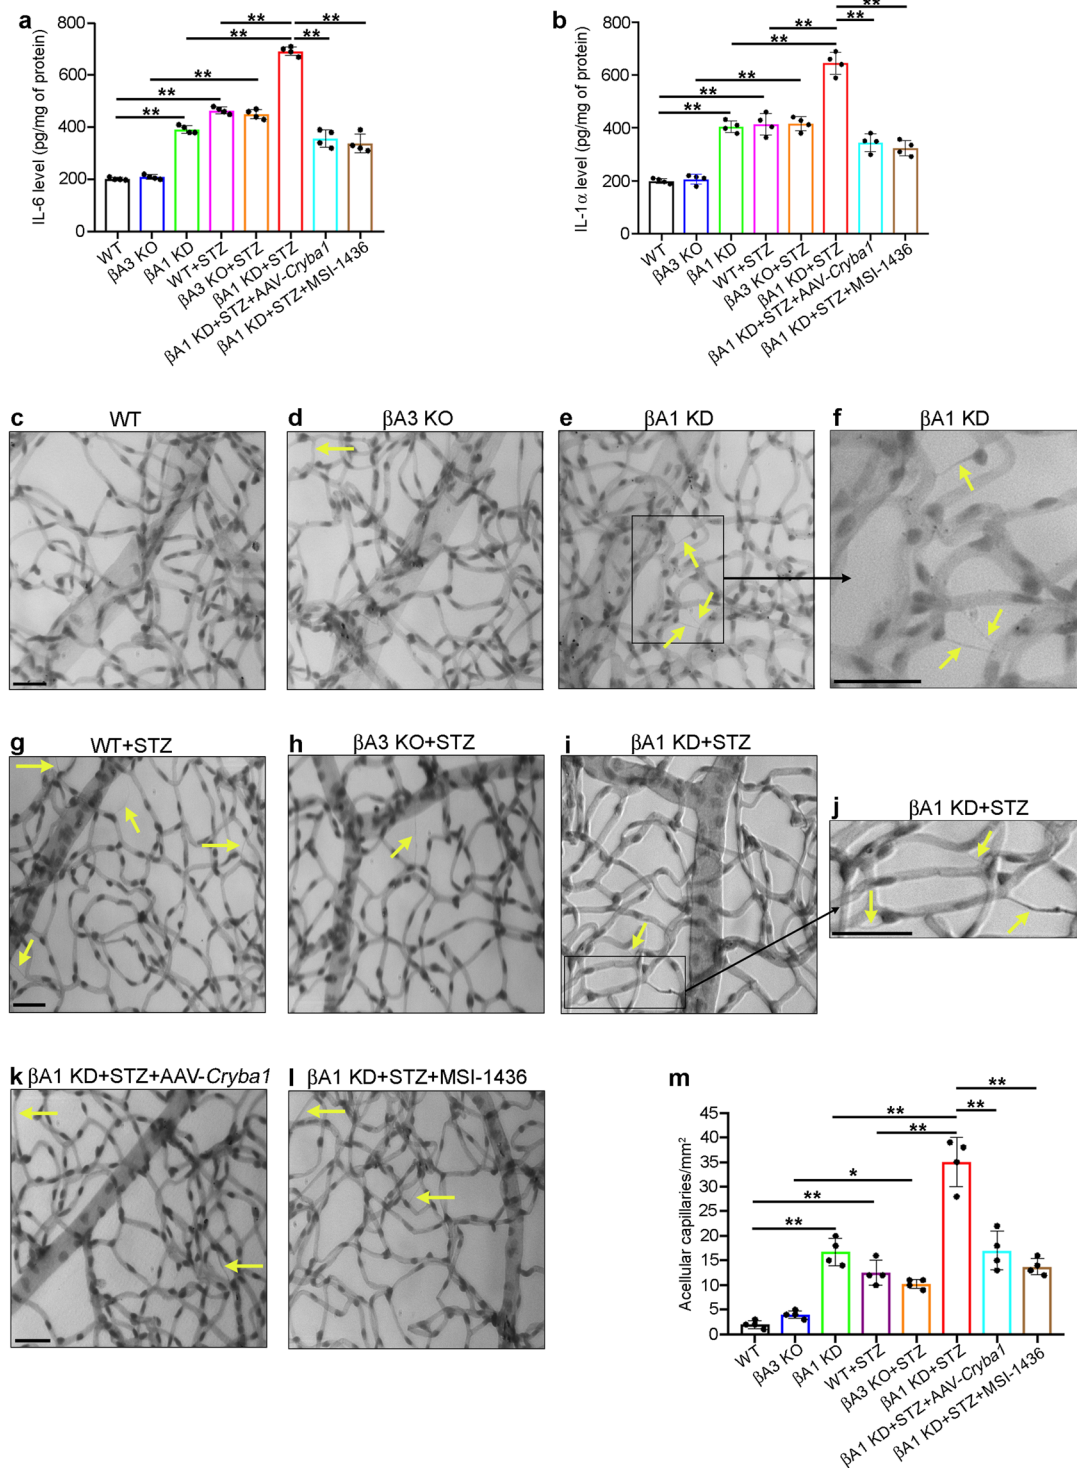 a
IL-6 level (pg/mg of protein)
800
600
400
200
0
**
**
**
**
**
**
**
WT
βA3 KO
βA1 KD
WT+STZ
βA3 KO+STZ
βA1 KD+STZ
βA1 KD+STZ+AAV-Cryba1
βA1 KD+STZ+MSI-1436
b
IL-1α level (pg/mg of protein)
800
600
400
200
0
**
**
**
**
**
**
**
WT
βA3 KO
βA1 KD
WT+STZ
βA3 KO+STZ
βA1 KD+STZ
βA1 KD+STZ+AAV-Cryba1
βA1 KD+STZ+MSI-1436
c WT
d βA3 KO
e βA1 KD
f βA1 KD
g WT+STZ
h βA3 KO+STZ
i βA1 KD+STZ
j βA1 KD+STZ
k βA1 KD+STZ+AAV-Cryba1
l βA1 KD+STZ+MSI-1436
m
Acellular capillaries/mm²
45
40
35
30
25
20
15
10
5
0
**
**
**
**
*
**
**
WT
βA3 KO
βA1 KD
WT+STZ
βA3 KO+STZ
βA1 KD+STZ
βA1 KD+STZ+AAV-Cryba1
βA1 KD+STZ+MSI-1436